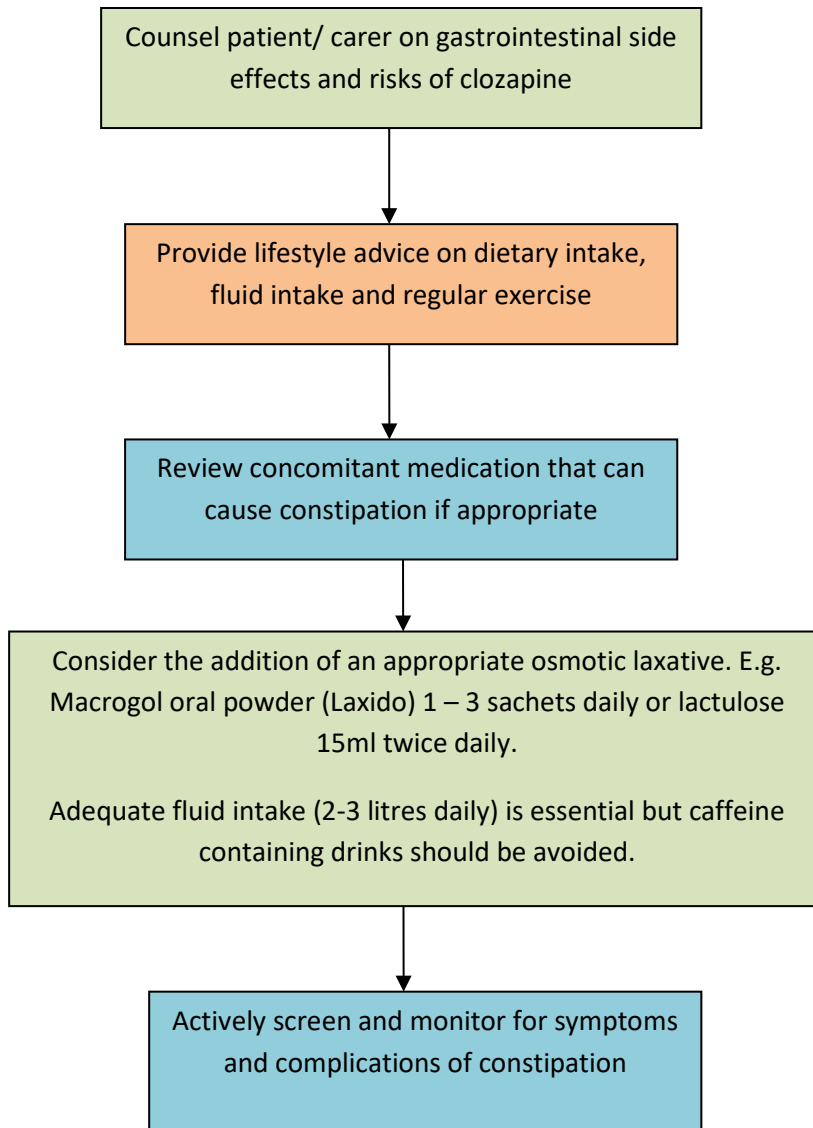 Counsel patient/ carer on gastrointestinal side
effects and risks of clozapine
Provide lifestyle advice on dietary intake,
fluid intake and regular exercise
Review concomitant medication that can
cause constipation if appropriate
Consider the addition of an appropriate osmotic laxative. E.g.
Macrogol oral powder (Laxido) 1 – 3 sachets daily or lactulose
15ml twice daily.
Adequate fluid intake (2-3 litres daily) is essential but caffeine
containing drinks should be avoided.
Actively screen and monitor for symptoms
and complications of constipation